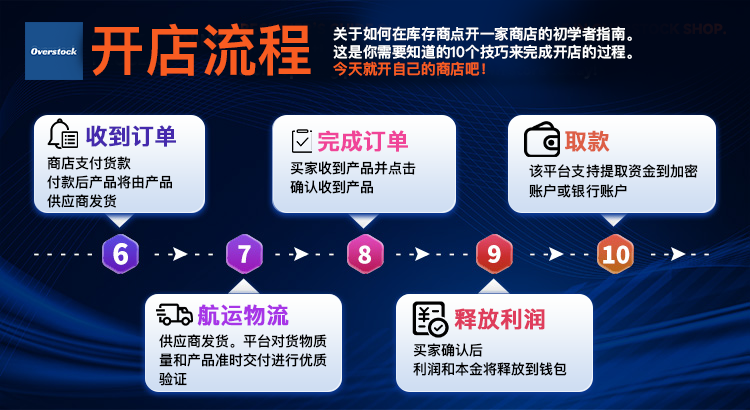 Overstock
开店流程
关于如何在库存商点开一家商店的初学者指南。
这是你需要知道的10个技巧来完成开店的过程。
今天就开自己的商店吧！
SHOP.
收到订单
商店支付货款
付款后产品将由产品
供应商发货
完成订单
买家收到产品并点击
确认收到产品
取款
该平台支持提取资金到加密
账户或银行账户
6
7
8
9
10
航运物流
供应商发货。平台对货物质
量和产品准时交付进行优质
验证
释放利润
买家确认后
利润和本金将释放到钱包